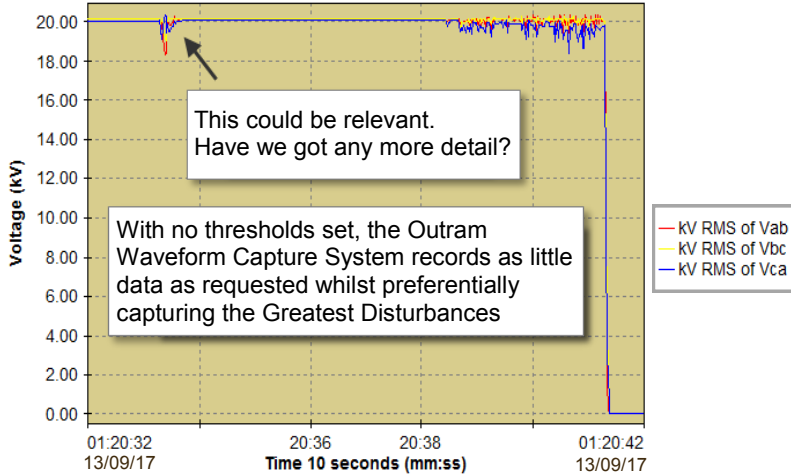 20.00
18.00
16.00
14.00
12.00
10.00
8.00
6.00
4.00
2.00
0.00
Voltage (kV)
This could be relevant.
Have we got any more detail?
With no thresholds set, the Outram
Waveform Capture System records as little
data as requested whilst preferentially
capturing the Greatest Disturbances
kV RMS of Vab
kV RMS of Vbc
kV RMS of Vca
01:20:32 20:36 20:38 01:20:42
13/09/17 Time 10 seconds (mm:ss) 13/09/17